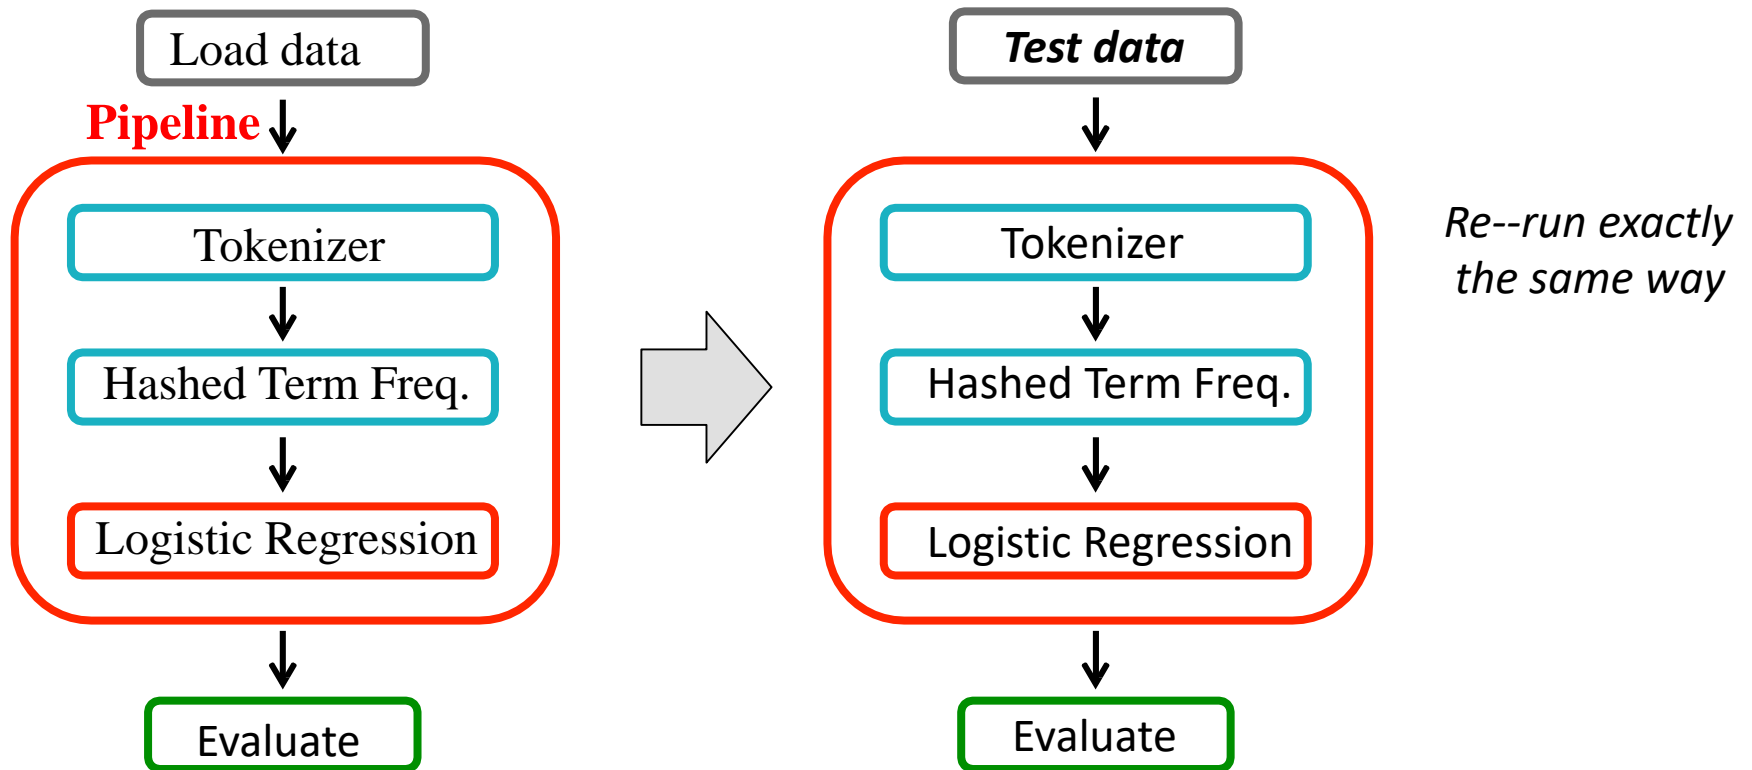 Load data
Pipeline
Tokenizer
Hashed Term Freq.
Logistic Regression
Evaluate
Test data
Tokenizer
Hashed Term Freq.
Logistic Regression
Evaluate
Re--run exactly
the same way